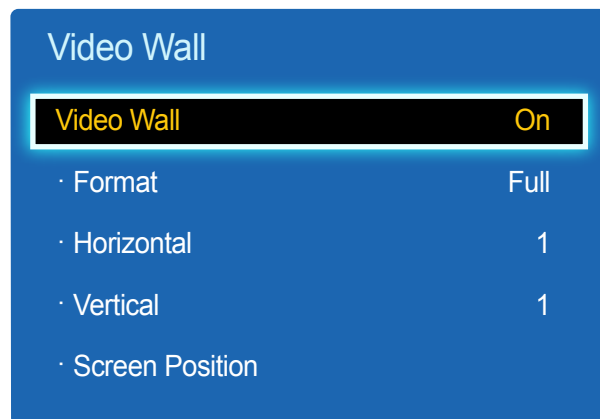 Video Wall
Video Wall On
· Format Full
· Horizontal 1
· Vertical 1
· Screen Position